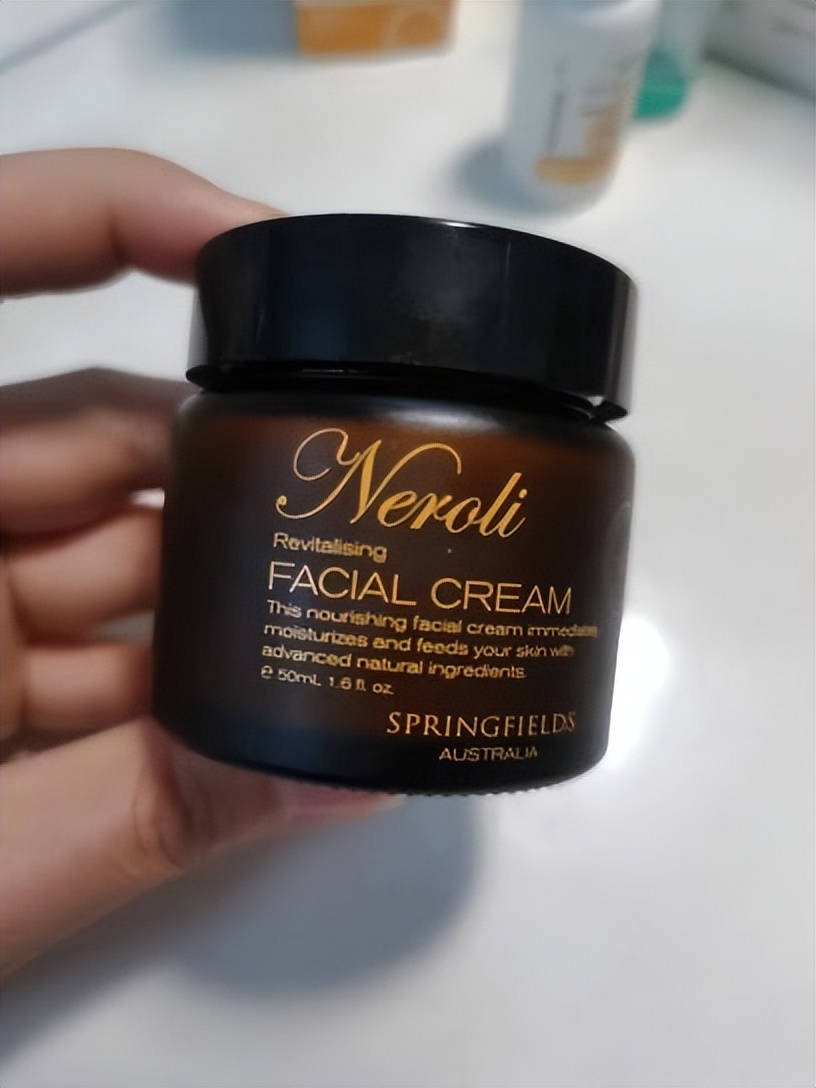 Neroli
Revitalising
FACIAL CREAM
This nourishing facial cream immediately
moisturizes and feeds your skin with
advanced natural ingredients.
℮ 50mL 1.6 fl. oz.
SPRINGFIELDS
AUSTRALIA